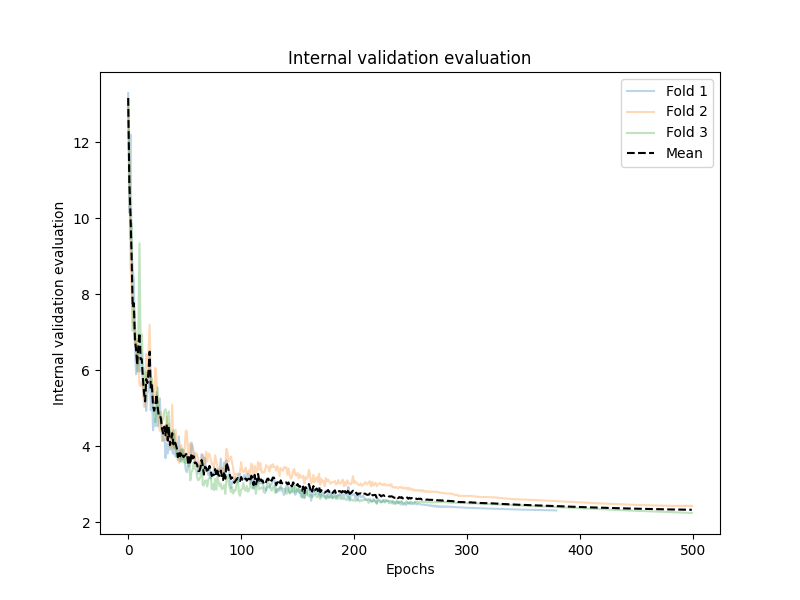 Internal validation evaluation
Fold 1
Fold 2
Fold 3
Mean
Internal validation evaluation
12
10
8
6
4
2
0 100 200 300 400 500
Epochs